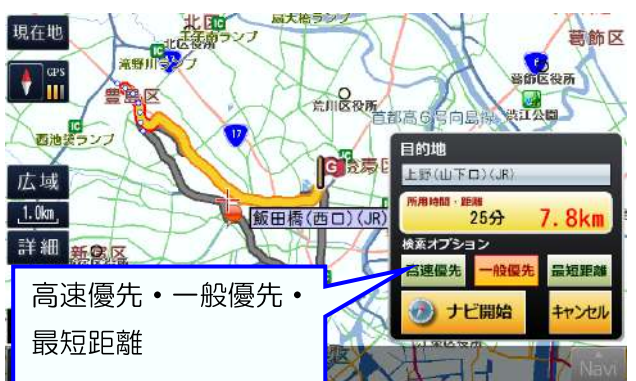 現在地
GPS
広域
1.0km
詳細
北区
IC
北区役所
滝野川ランプ
豊島区
IC
西池袋ランプ
17
荒川区役所
首都高6号向島線
葛飾区
葛飾区役所
渋江公園
IC
飯田橋(西口)(JR)
新宿区
G
目的地
上野(山下口)(JR)
所用時間・距離
25分
7.8km
検索オプション
高速優先
一般優先
最短距離
ナビ開始
キャンセル
高速優先・一般優先・
最短距離
Navi